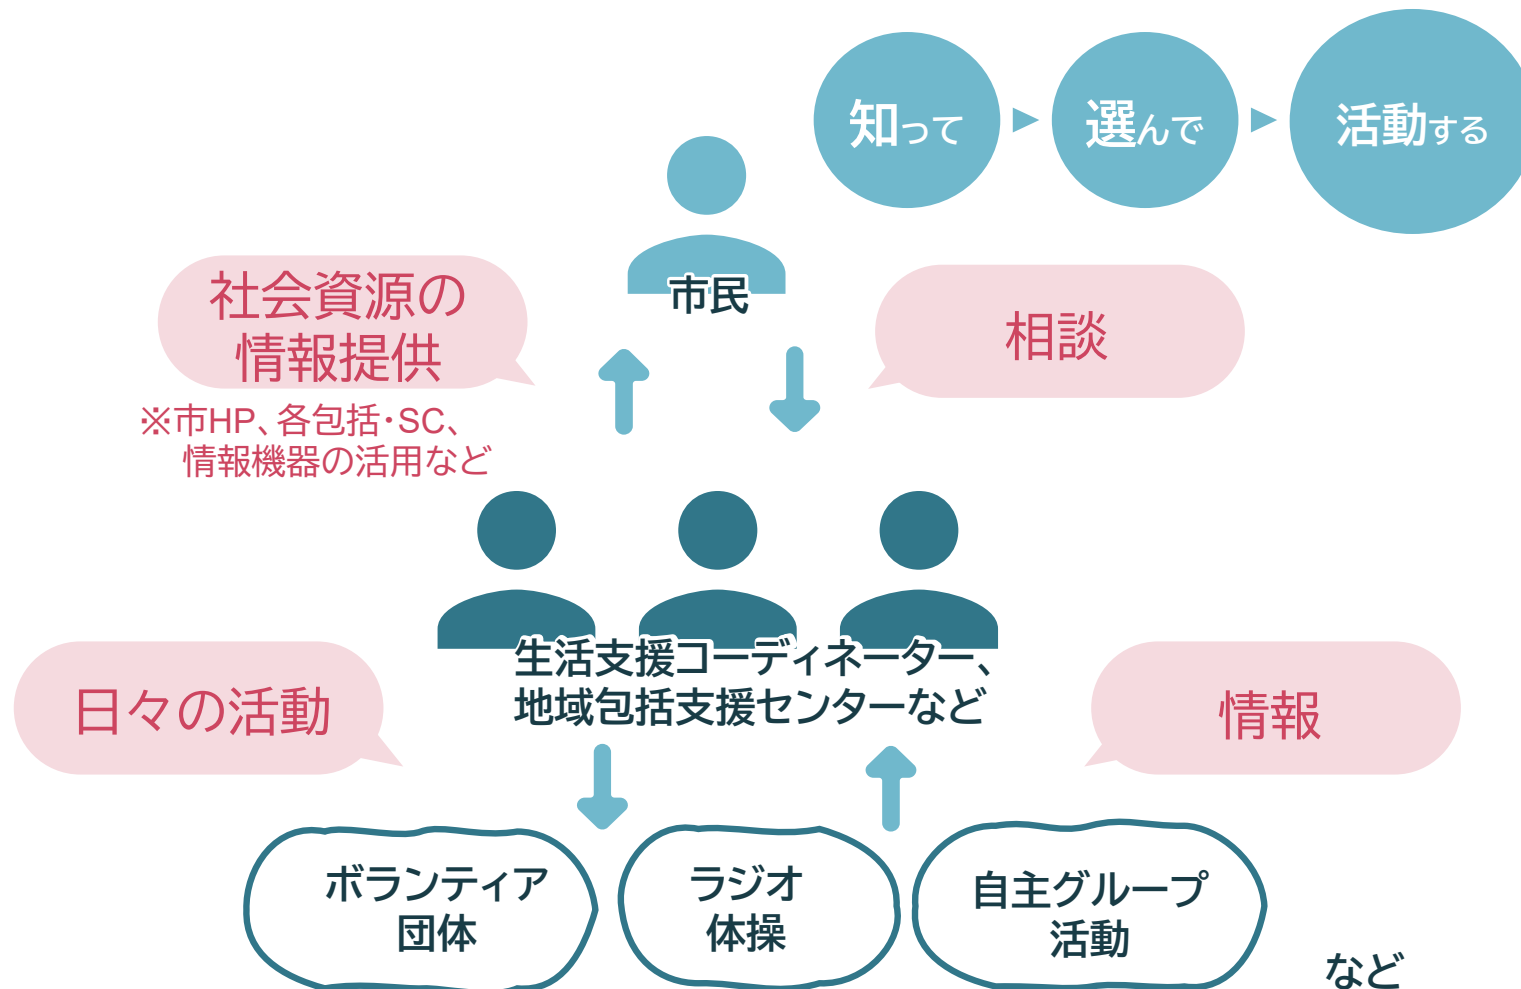 知って
選んで
活動する
市民
社会資源の
情報提供
※市HP、各包括・SC、
情報機器の活用など
相談
生活支援コーディネーター、
地域包括支援センターなど
日々の活動
情報
ボランティア
団体
ラジオ
体操
自主グループ
活動
など